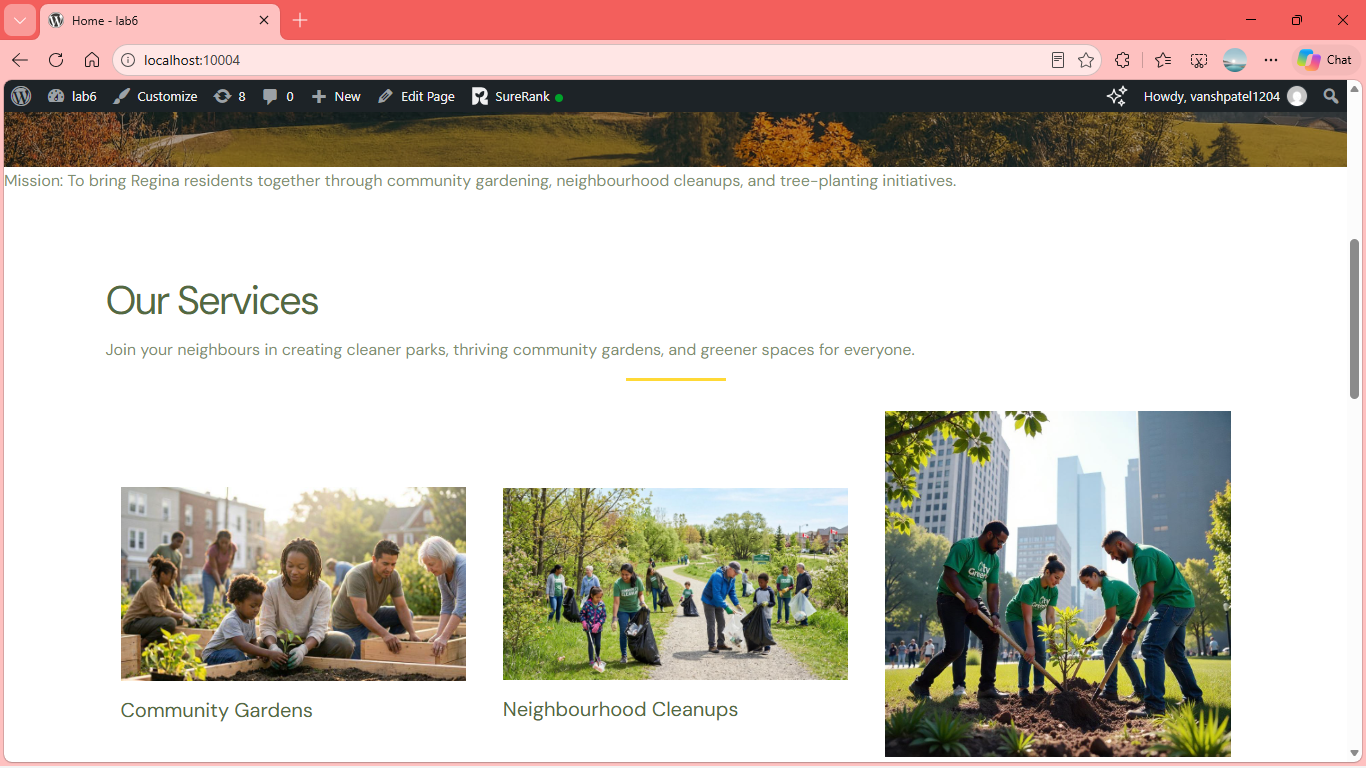 Home - lab6
localhost:10004
Chat
lab6
Customize
8
0
New
Edit Page
SureRank
Howdy, vanshpatel1204
Mission: To bring Regina residents together through community gardening, neighbourhood cleanups, and tree-planting initiatives.
Our Services
Join your neighbours in creating cleaner parks, thriving community gardens, and greener spaces for everyone.
Community Gardens
Neighbourhood Cleanups